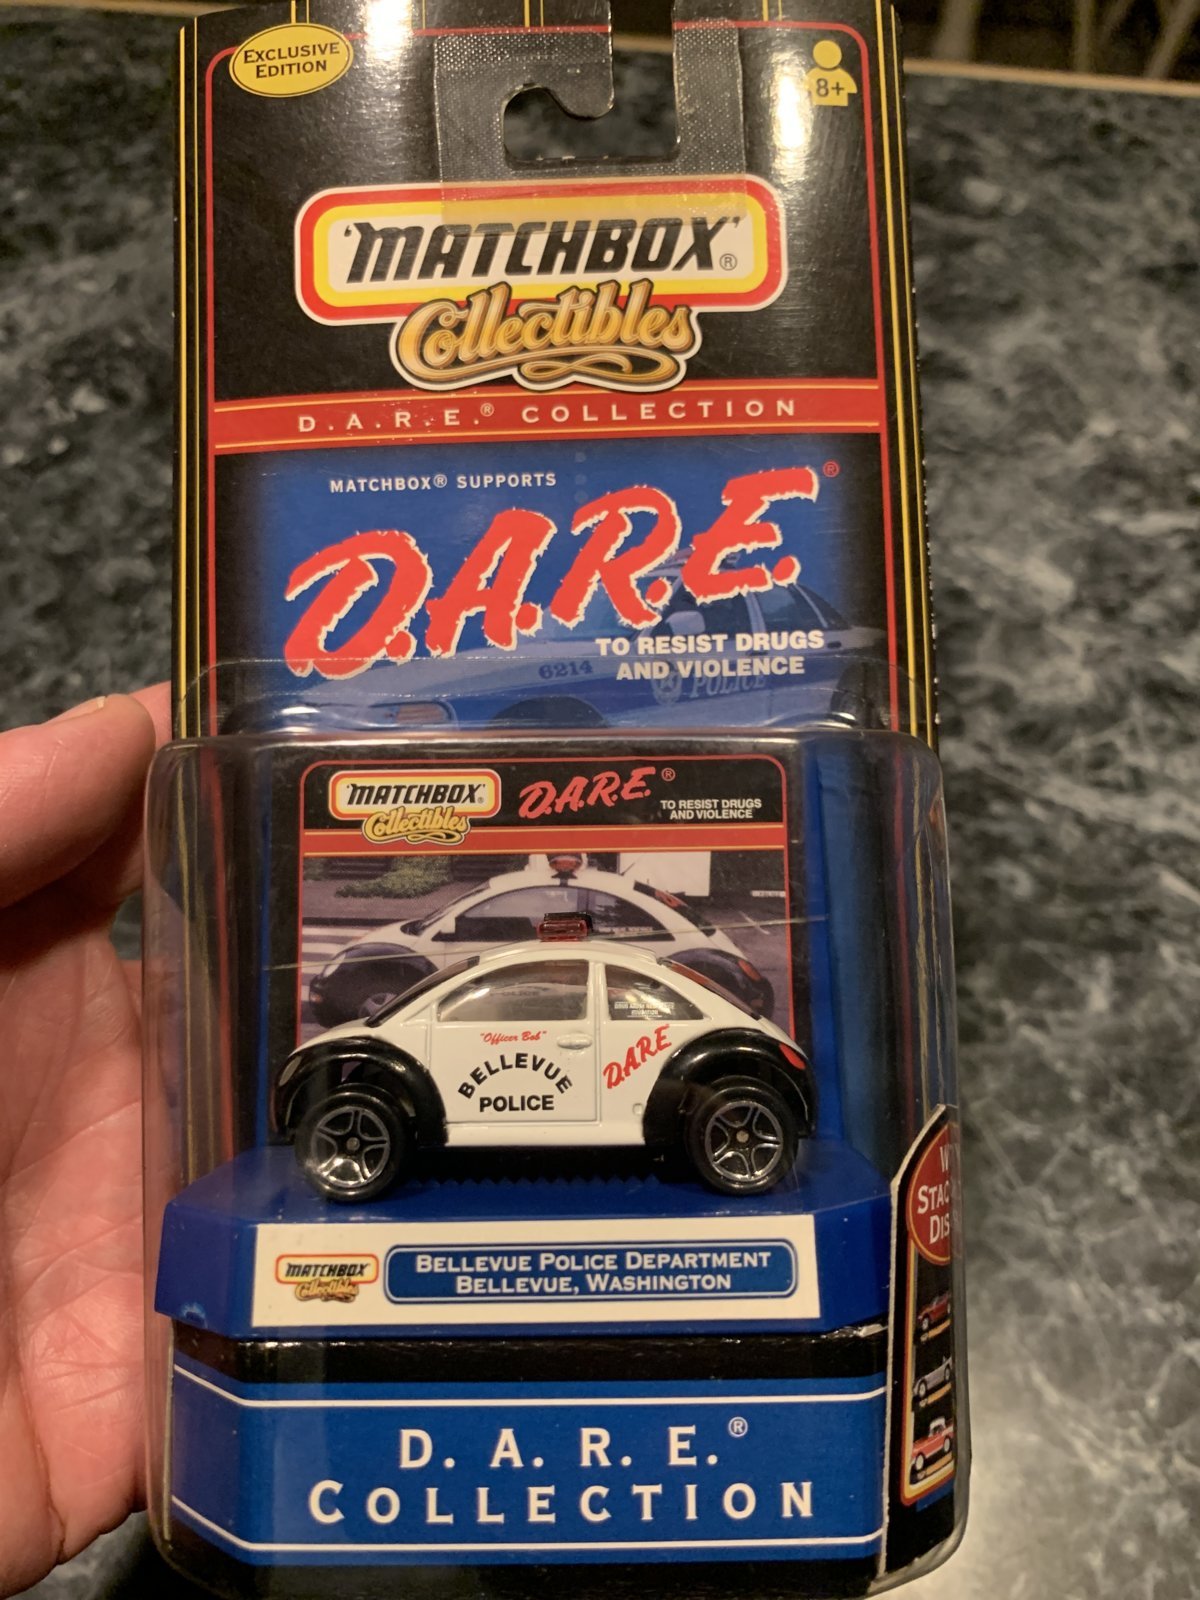 EXCLUSIVE
EDITION
8+
'MATCHBOX'®
Collectibles
D.A.R.E.® COLLECTION
MATCHBOX® SUPPORTS
D.A.R.E.®
TO RESIST DRUGS
AND VIOLENCE
6214
POLICE
'MATCHBOX'®
Collectibles
D.A.R.E.®
TO RESIST DRUGS
AND VIOLENCE
"Officer Bob"
BELLEVUE
POLICE
D.A.R.E
MATCHBOX
Collectibles
BELLEVUE POLICE DEPARTMENT
BELLEVUE, WASHINGTON
D. A. R. E.®
COLLECTION